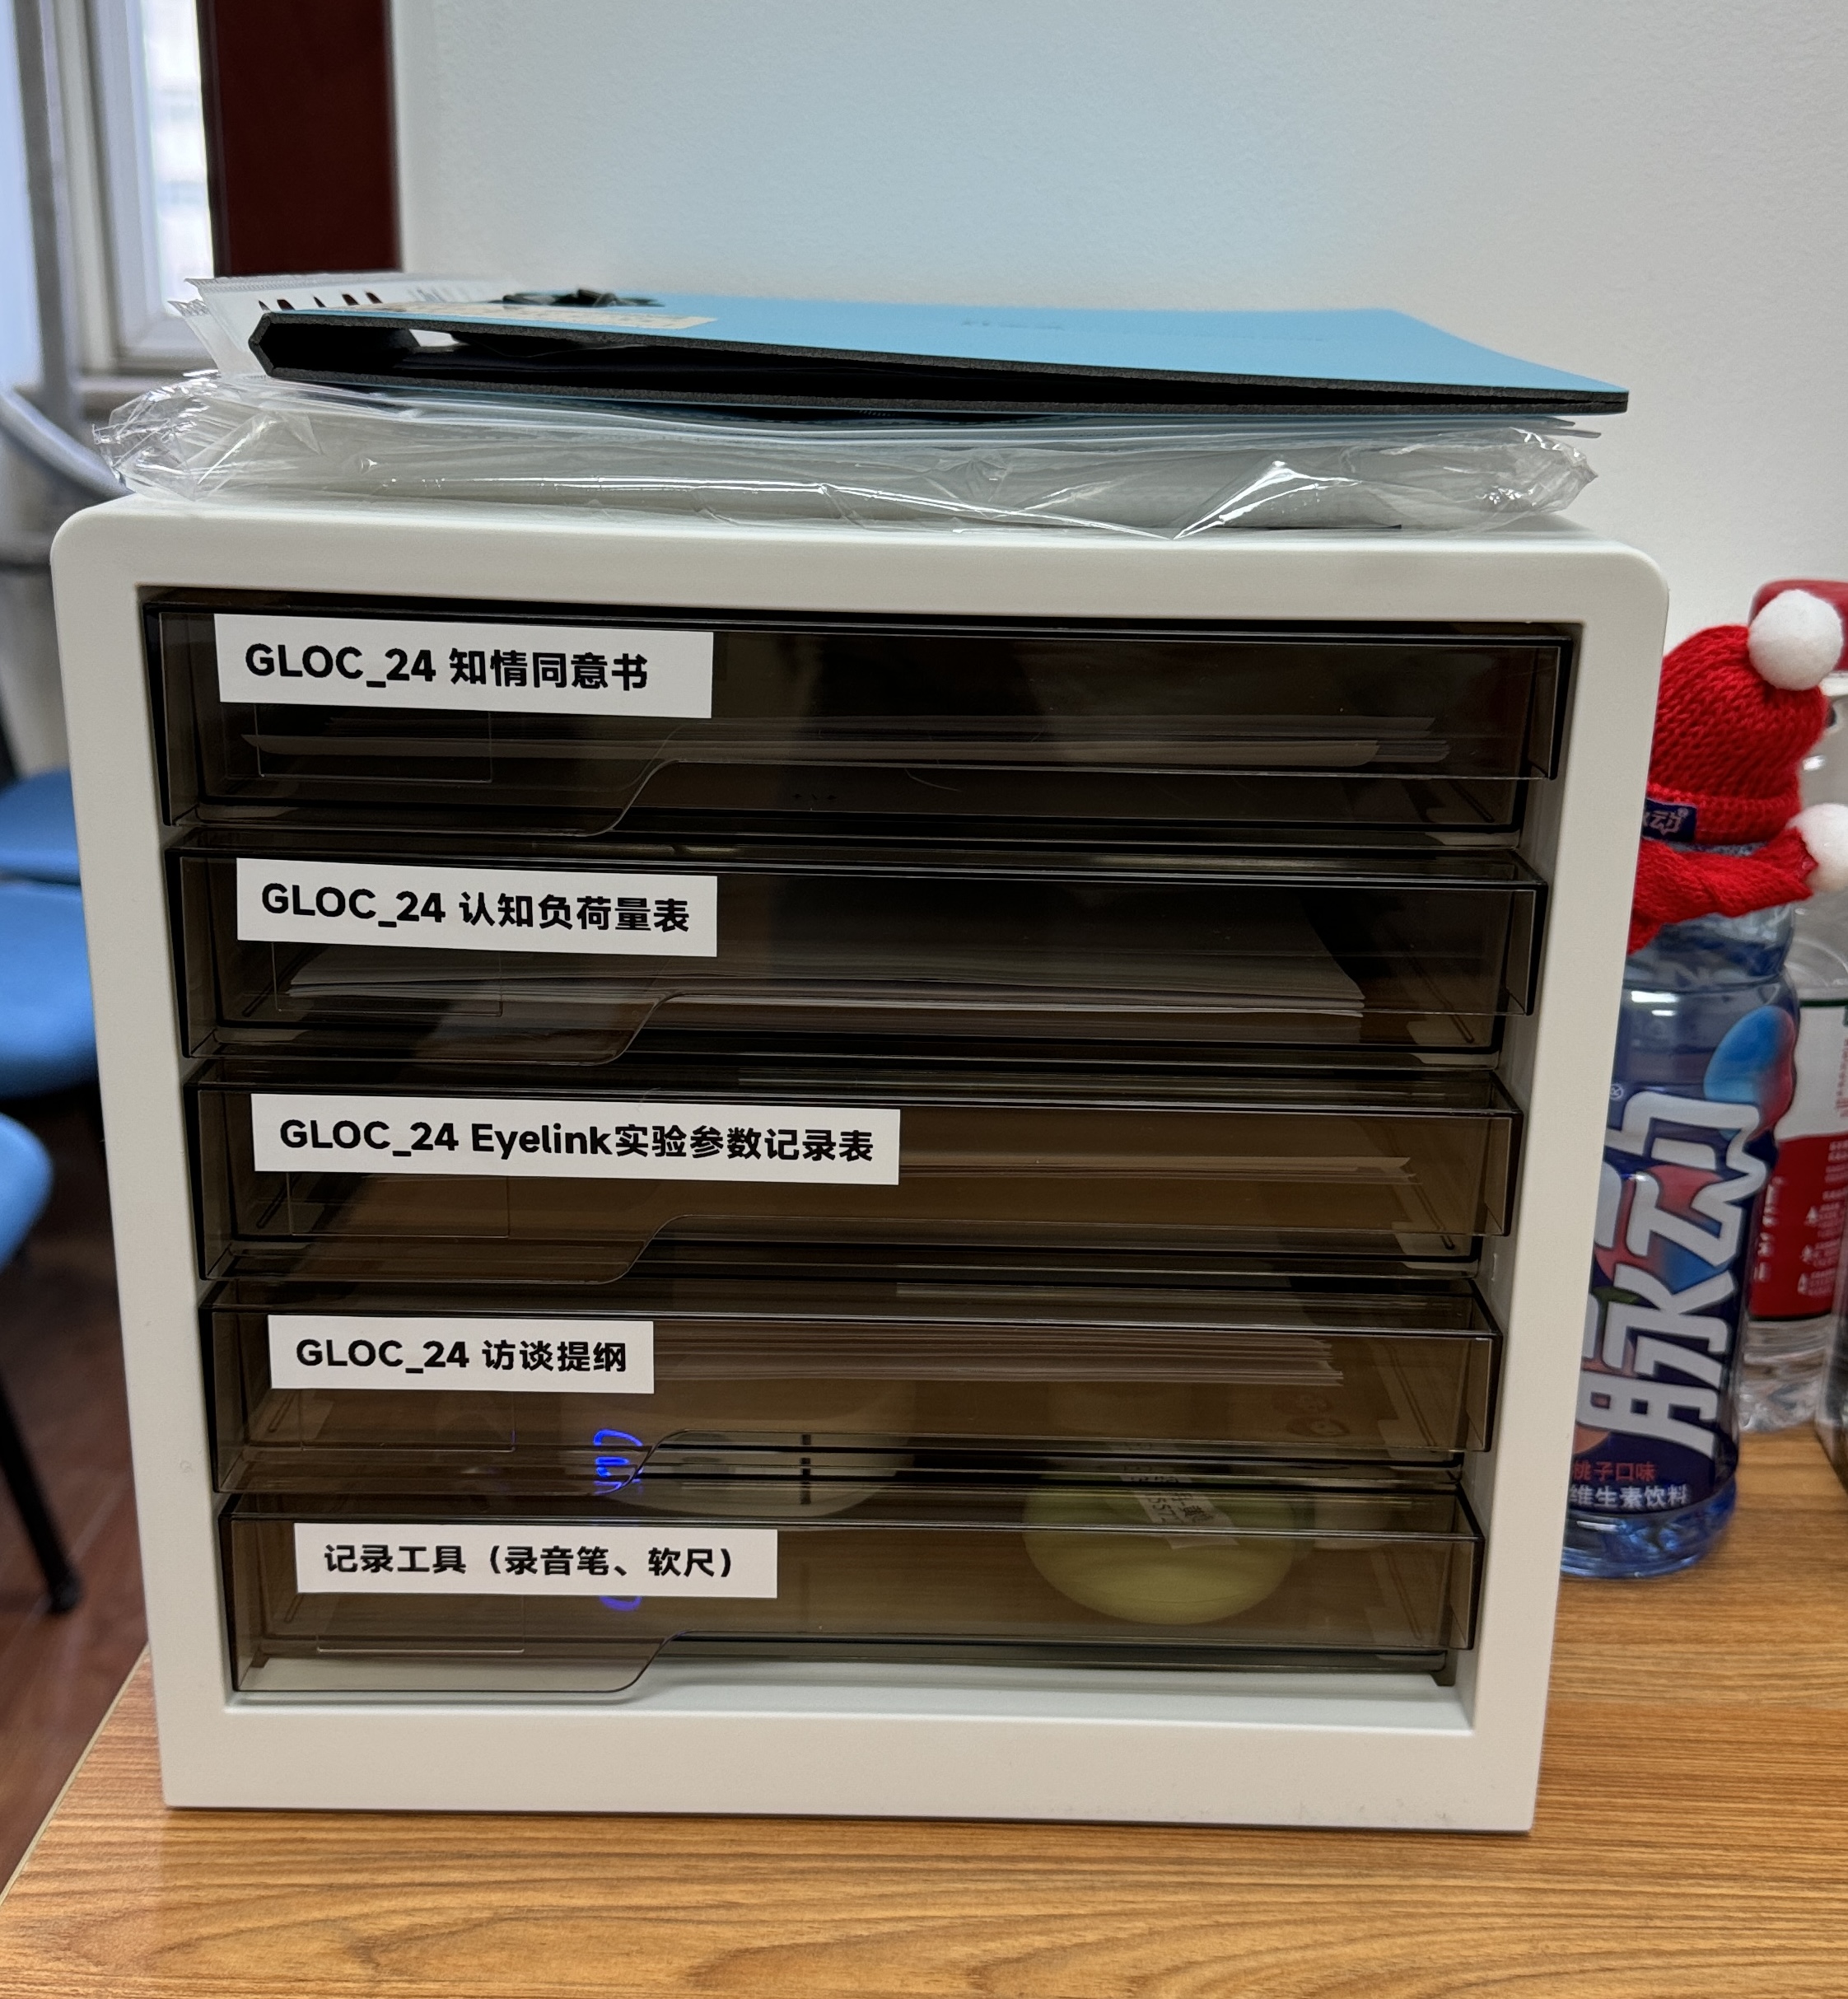 GLOC_24 知情同意书
GLOC_24 认知负荷量表
GLOC_24 Eyelink实验参数记录表
GLOC_24 访谈提纲
记录工具（录音笔、软尺）
脉动
桃子口味
维生素饮料